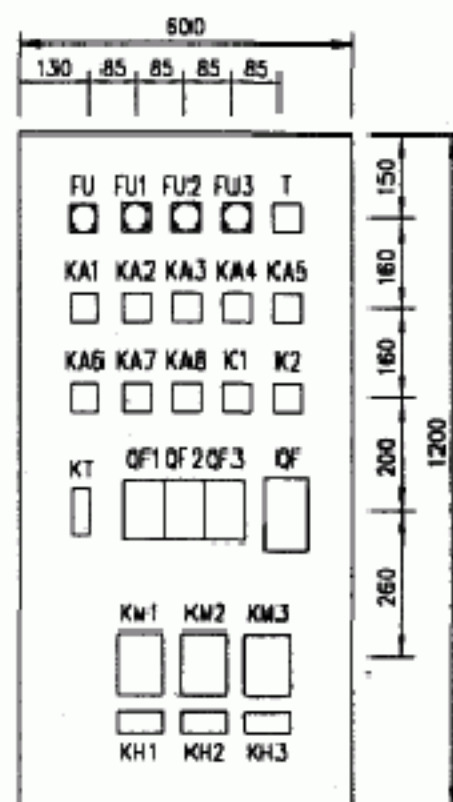 600
130 85 85 85 85
FU FU1 FU2 FU3 T
150
KA1 KA2 KA3 KA4 KA5
160
KA6 KA7 KA8 K1 K2
160
KT QF1 QF2 QF3 QF
200
1200
260
KM1 KM2 KM3
KH1 KH2 KH3